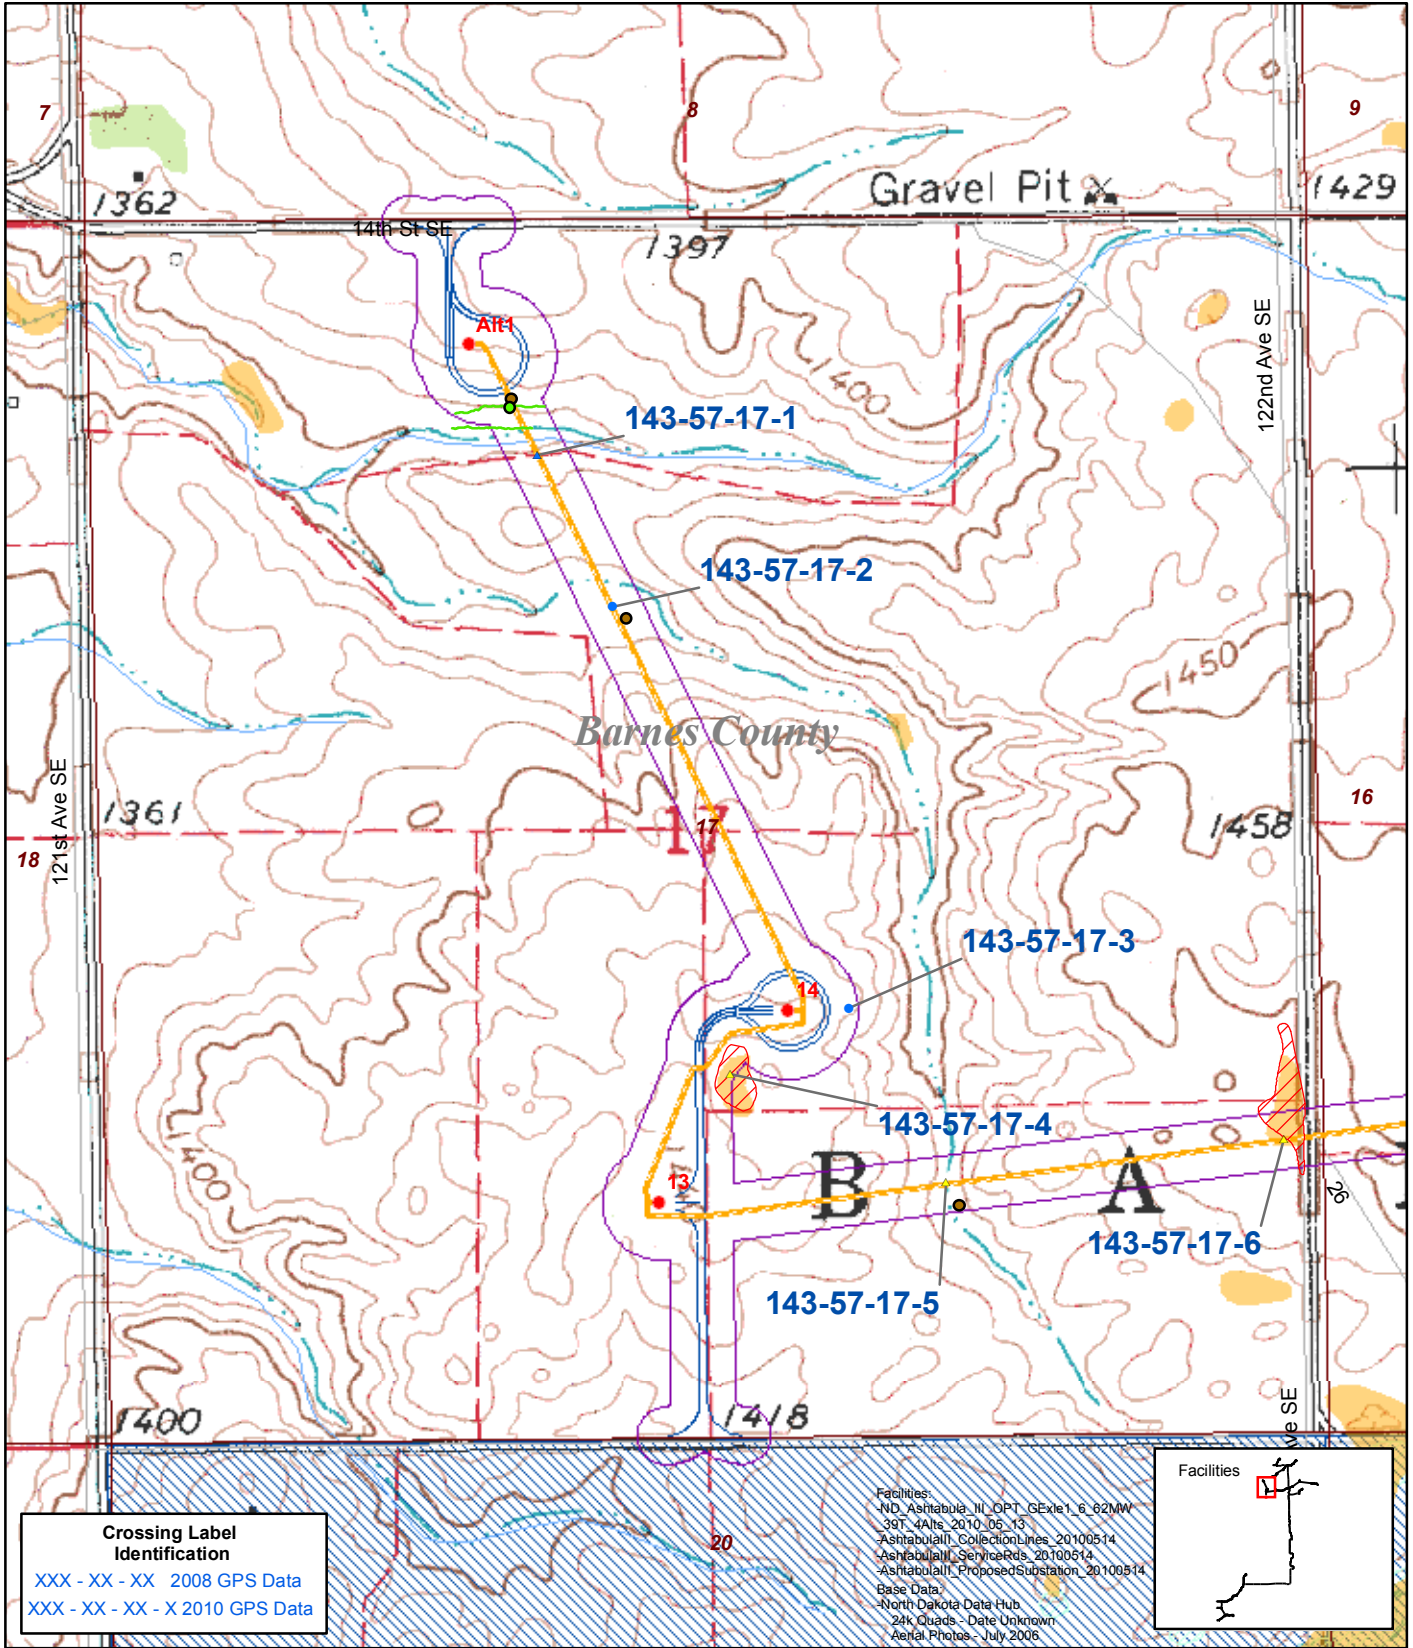 7
8
9
1362
Gravel Pit
1429
14th St SE
1397
Alt1
122nd Ave SE
1400
143-57-17-1
143-57-17-2
1450
Barnes County
121st Ave SE
1361
17
17
1458
16
18
143-57-17-3
14
143-57-17-4
1400
13
B
A
26
143-57-17-6
143-57-17-5
1400
1418
Ave SE
20
Crossing Label
Identification
XXX - XX - XX 2008 GPS Data
XXX - XX - XX - X 2010 GPS Data
Facilities:
-ND_Ashtabula_III_OPT_GExle1_6_62MW
_39T_4Alts_2010_05_13
-AshtabulaIII_CollectionLines_20100514
-AshtabulaIII_ServiceRds_20100514
-AshtabulaIII_ProposedSubstation_20100514
Base Data:
-North Dakota Data Hub
24k Quads - Date Unknown
Aerial Photos - July 2006
Facilities